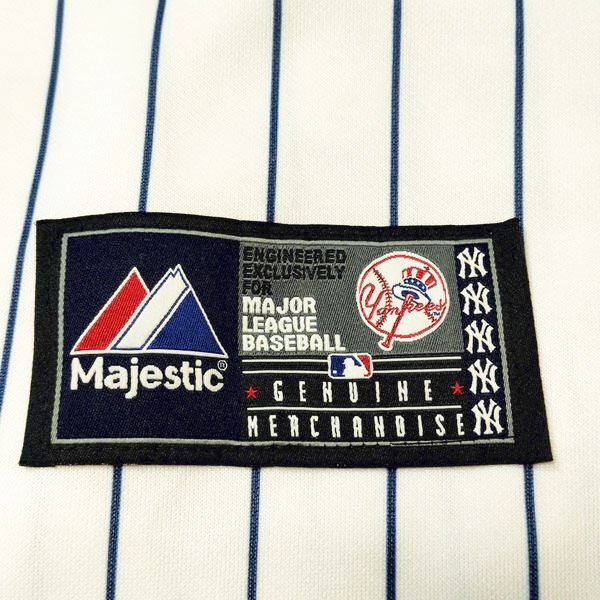 Majestic®
ENGINEERED
EXCLUSIVELY
FOR
MAJOR
LEAGUE
BASEBALL
Yankees
GENUINE
MERCHANDISE
NY
NY
NY
NY
NY